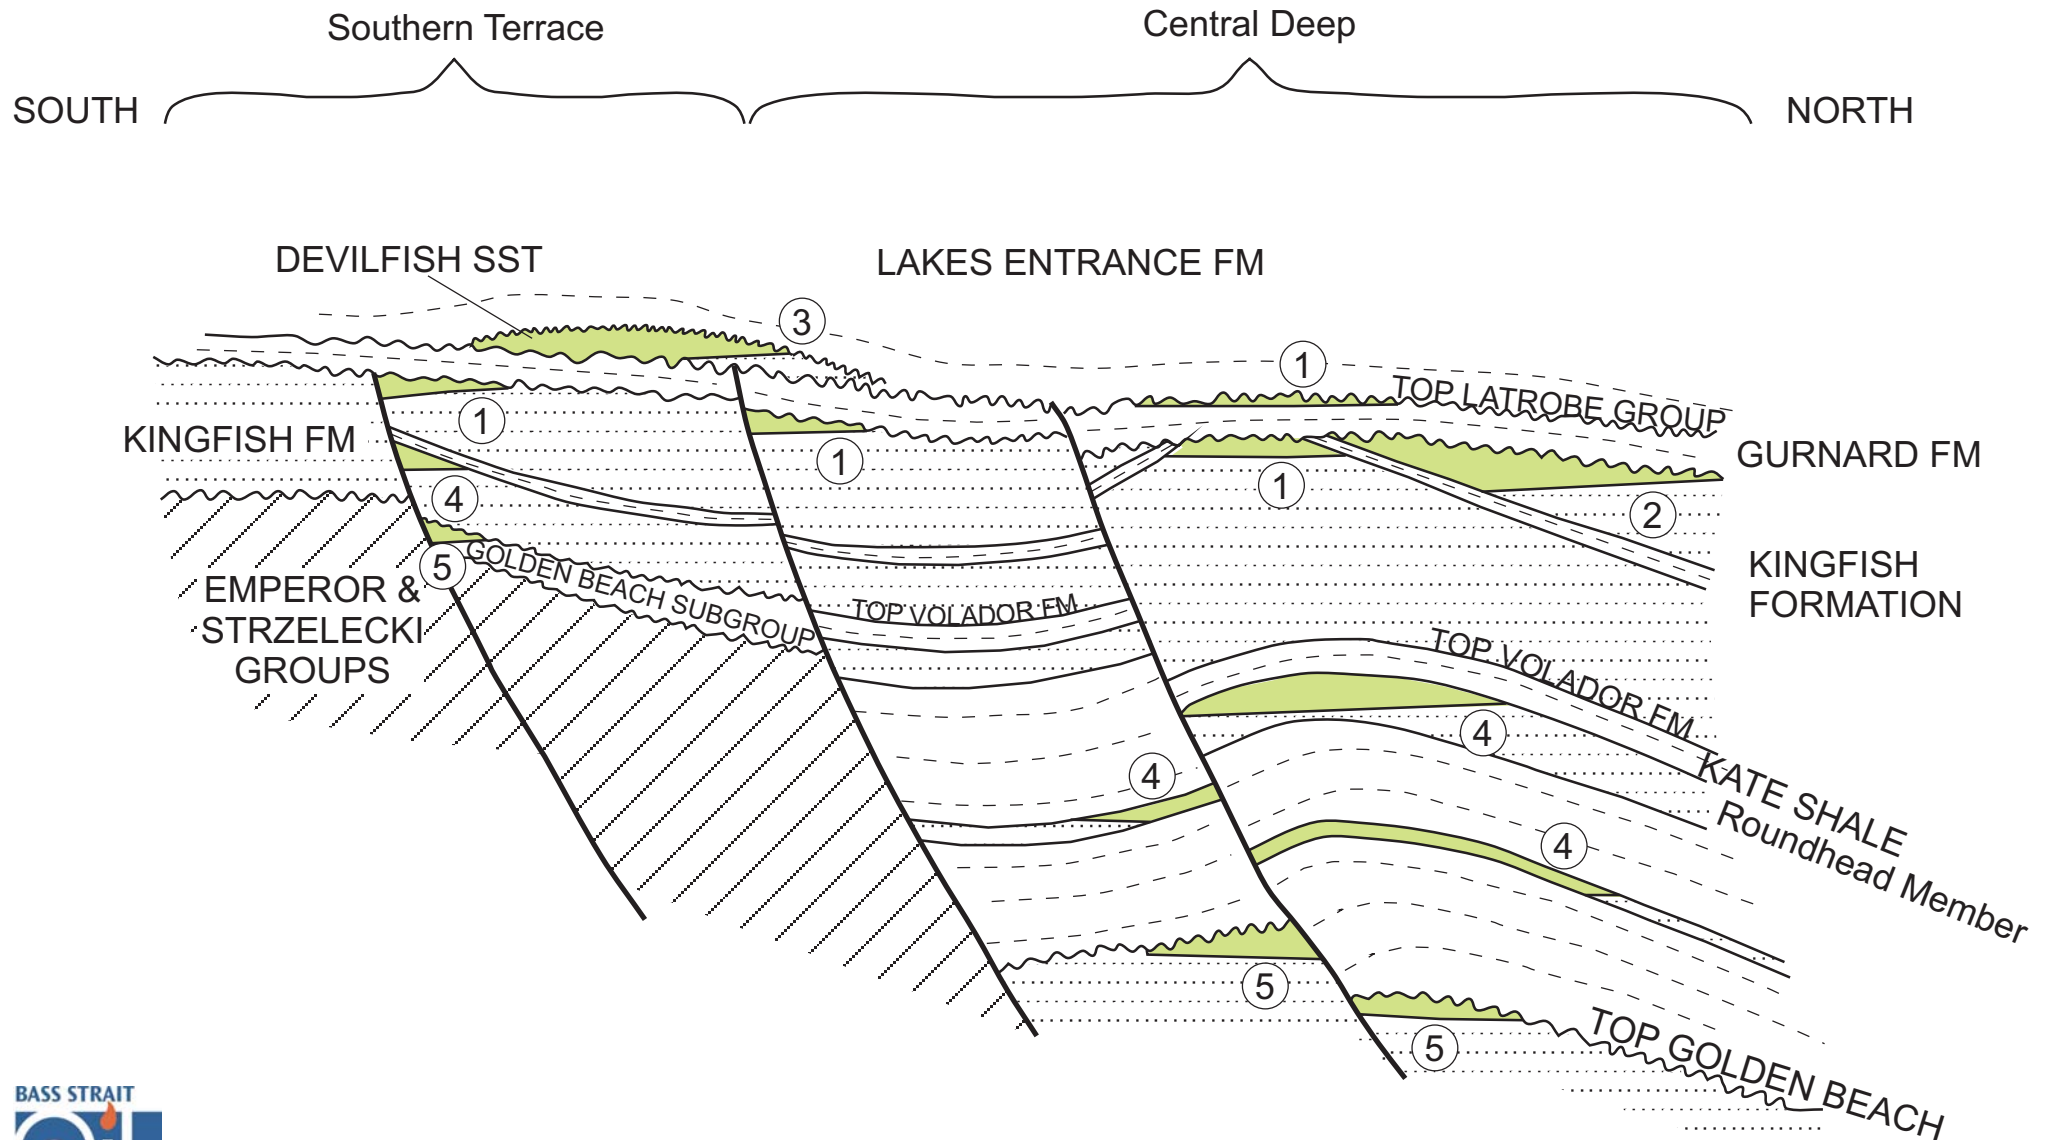 Southern Terrace
Central Deep
SOUTH
NORTH
DEVILFISH SST
LAKES ENTRANCE FM
3
1
TOP LATROBE GROUP
1
KINGFISH FM
1
GURNARD FM
1
4
2
5
GOLDEN BEACH SUBGROUP
EMPEROR &
STRZELECKI
GROUPS
TOP VOLADOR FM
KINGFISH
FORMATION
TOP VOLADOR FM
4
4
KATE SHALE
Roundhead Member
4
5
5
TOP GOLDEN BEACH
BASS STRAIT